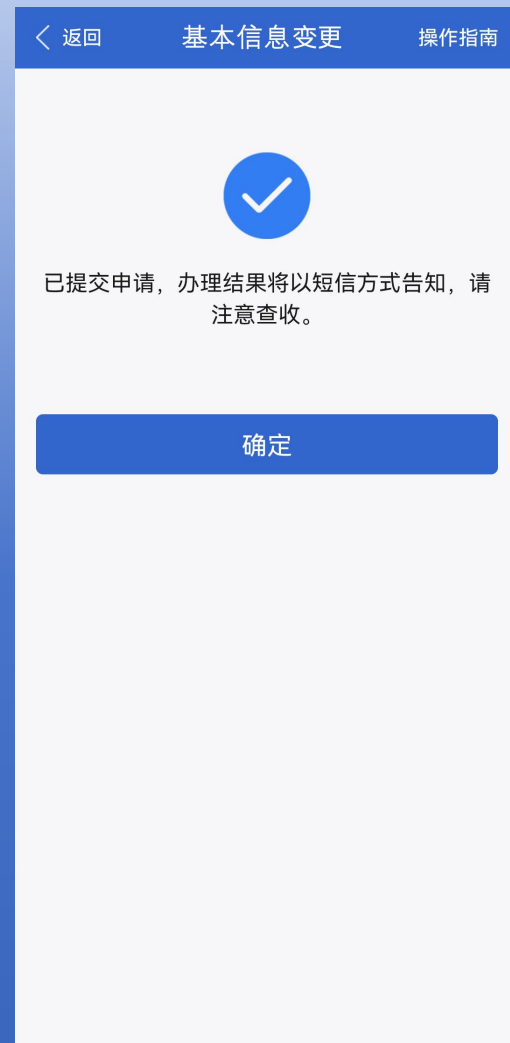 返回 基本信息变更 操作指南
已提交申请，办理结果将以短信方式告知，请
注意查收。
确定